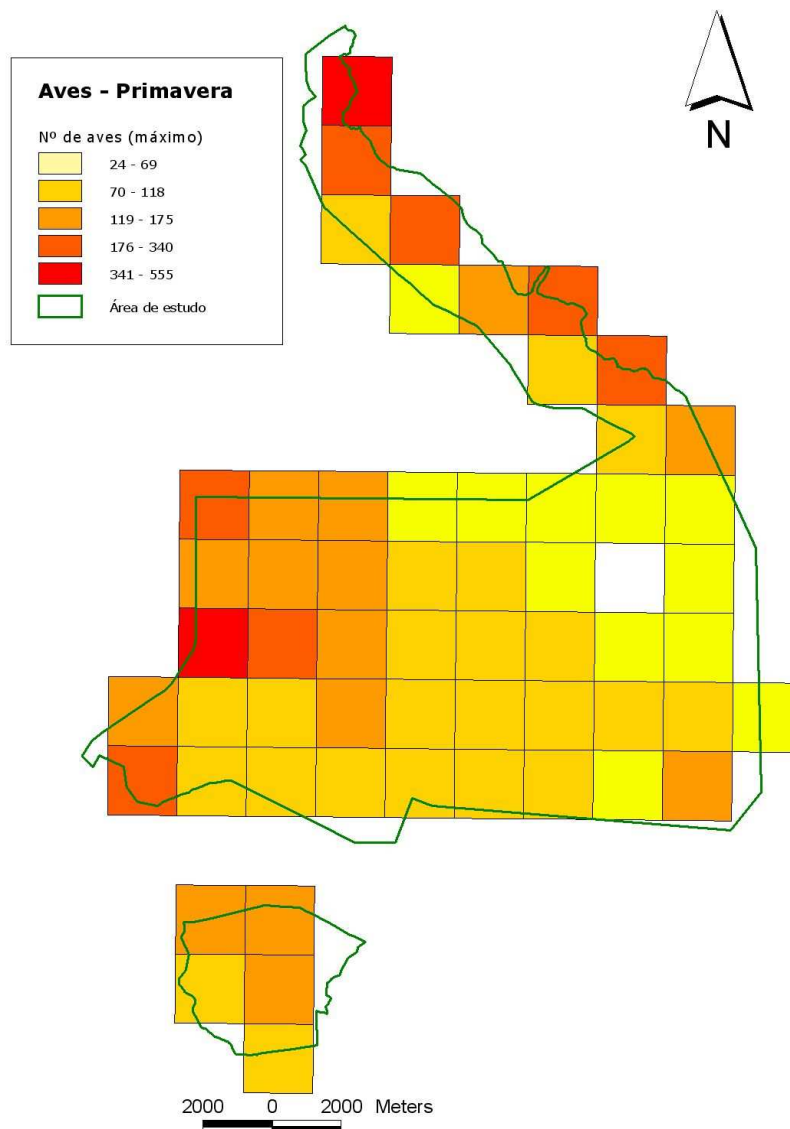 Aves - Primavera
Nº de aves (máximo)
24 - 69
70 - 118
119 - 175
176 - 340
341 - 555
Área de estudo
N
2000 0 2000 Meters